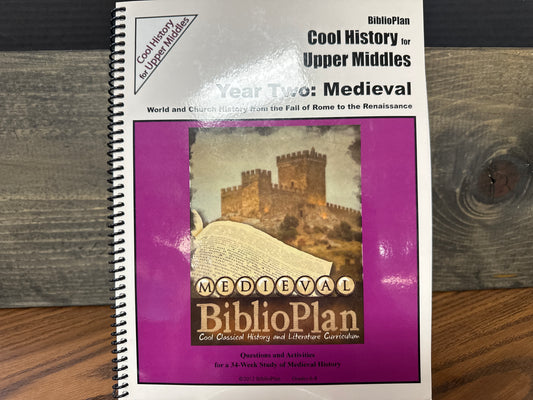 Cool History
for
Upper Middles
BiblioPlan
Cool History for
Upper Middles
Year Two: Medieval
World and Church History from the Fall of Rome to the Renaissance
MEDIEVAL
BiblioPlan
Cool Classical History and Literature Curriculum
Questions and Activities
for a 34-Week Study of Medieval History
BiblioPlan